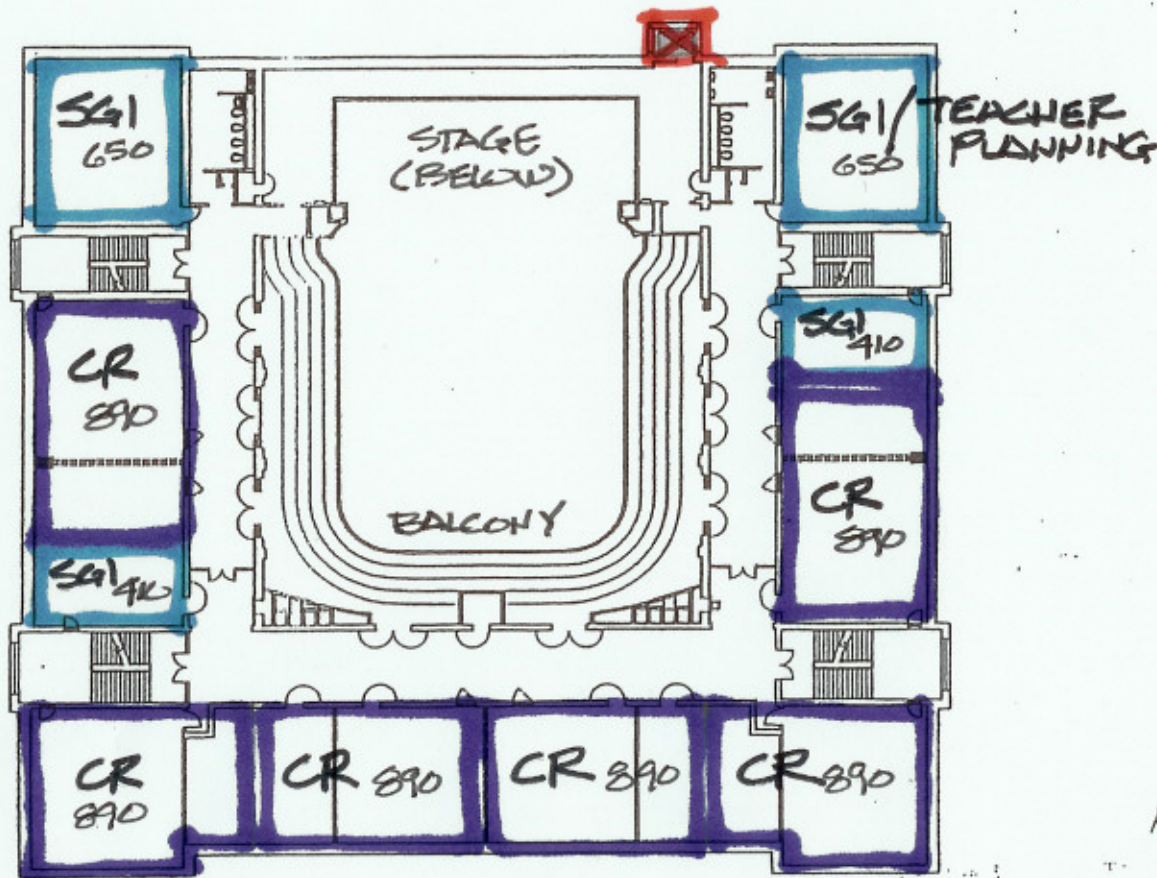 SGI
650
STAGE
(BELOW)
SGI/TEACHER
PLANNING
650
CR
890
SGI
410
CR
890
BALCONY
SGI 410
CR
890
CR 890
CR 890
CR 890